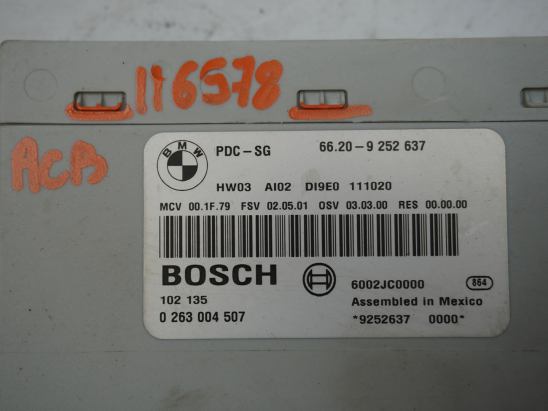 116578
ACB
BMW
PDC-SG 66.20-9 252 637
HW03 AI02 DI9E0 111020
MCV 00.1F.79 FSV 02.05.01 OSV 03.03.00 RES 00.00.00
BOSCH
6002JC0000 864
102 135 Assembled in Mexico
0 263 004 507 *9252637 0000*